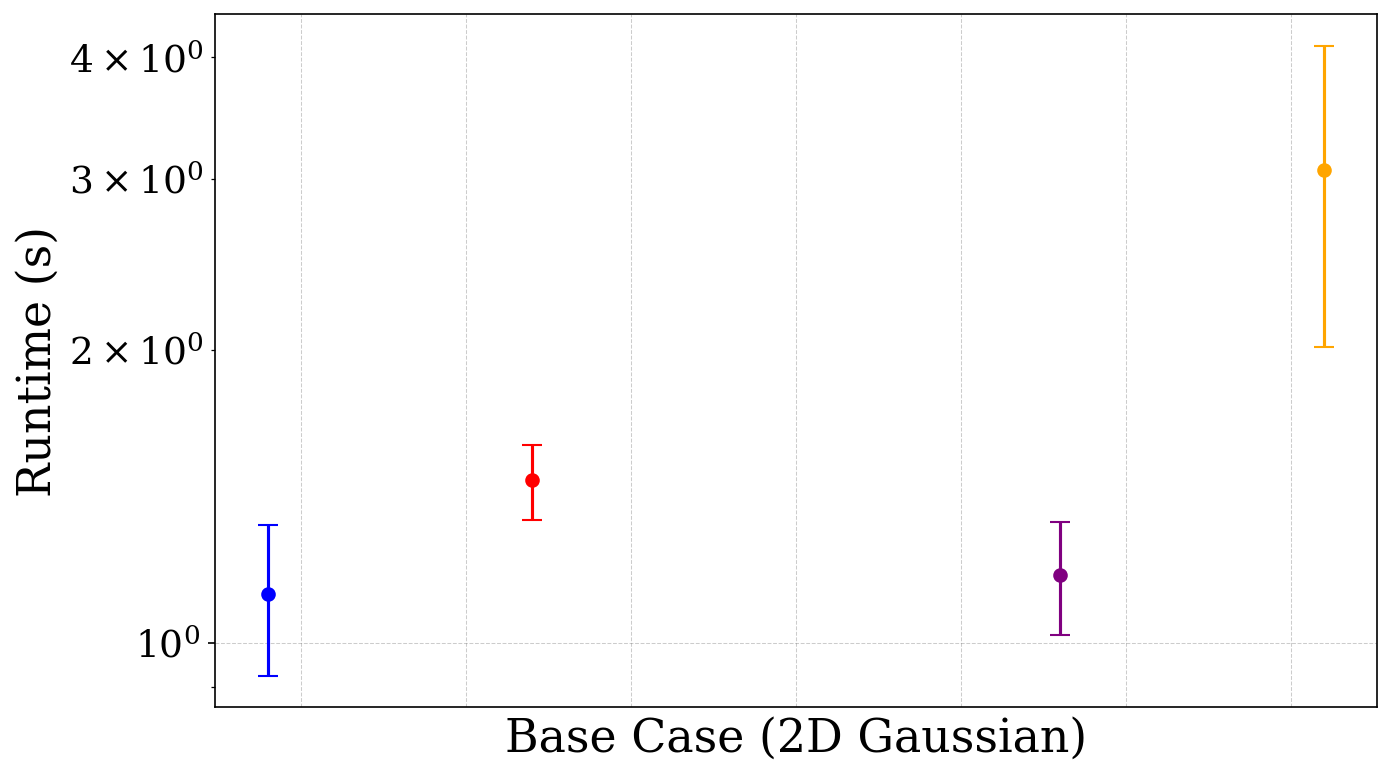 4 × 10⁰
3 × 10⁰
2 × 10⁰
10⁰
Runtime (s)
Base Case (2D Gaussian)